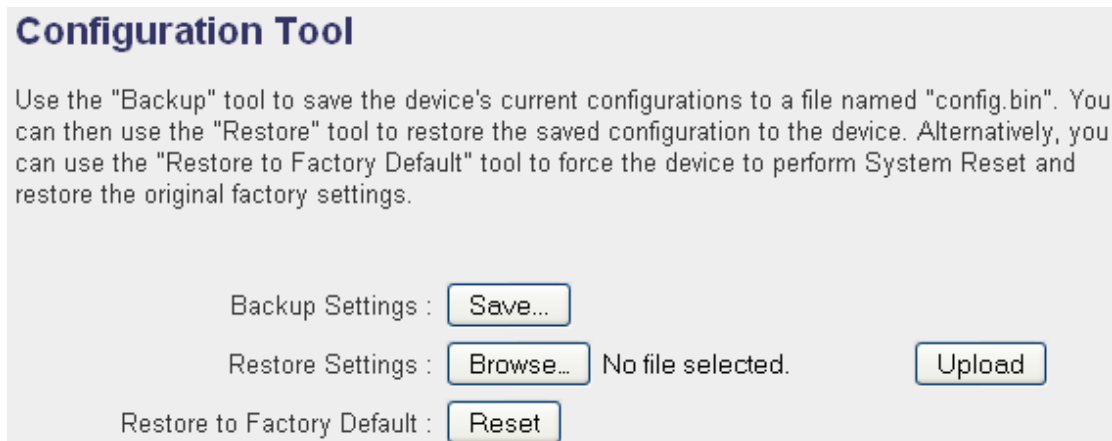 Configuration Tool
Use the "Backup" tool to save the device's current configurations to a file named "config.bin". You
can then use the "Restore" tool to restore the saved configuration to the device. Alternatively, you
can use the "Restore to Factory Default" tool to force the device to perform System Reset and
restore the original factory settings.
Backup Settings : Save...
Restore Settings : Browse... No file selected. Upload
Restore to Factory Default : Reset